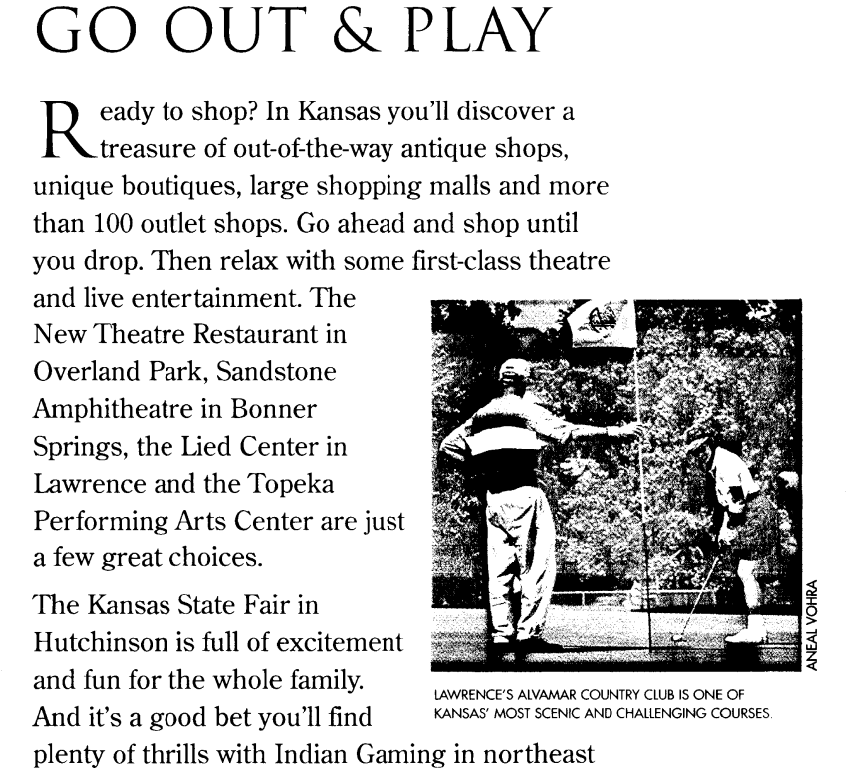 GO OUT & PLAY
Ready to shop? In Kansas you'll discover a
treasure of out-of-the-way antique shops,
unique boutiques, large shopping malls and more
than 100 outlet shops. Go ahead and shop until
you drop. Then relax with some first-class theatre
and live entertainment. The
New Theatre Restaurant in
Overland Park, Sandstone
Amphitheatre in Bonner
Springs, the Lied Center in
Lawrence and the Topeka
Performing Arts Center are just
a few great choices.
The Kansas State Fair in
Hutchinson is full of excitement
and fun for the whole family.
And it's a good bet you'll find
plenty of thrills with Indian Gaming in northeast
ANEAL VOHRA
LAWRENCE'S ALVAMAR COUNTRY CLUB IS ONE OF
KANSAS' MOST SCENIC AND CHALLENGING COURSES.